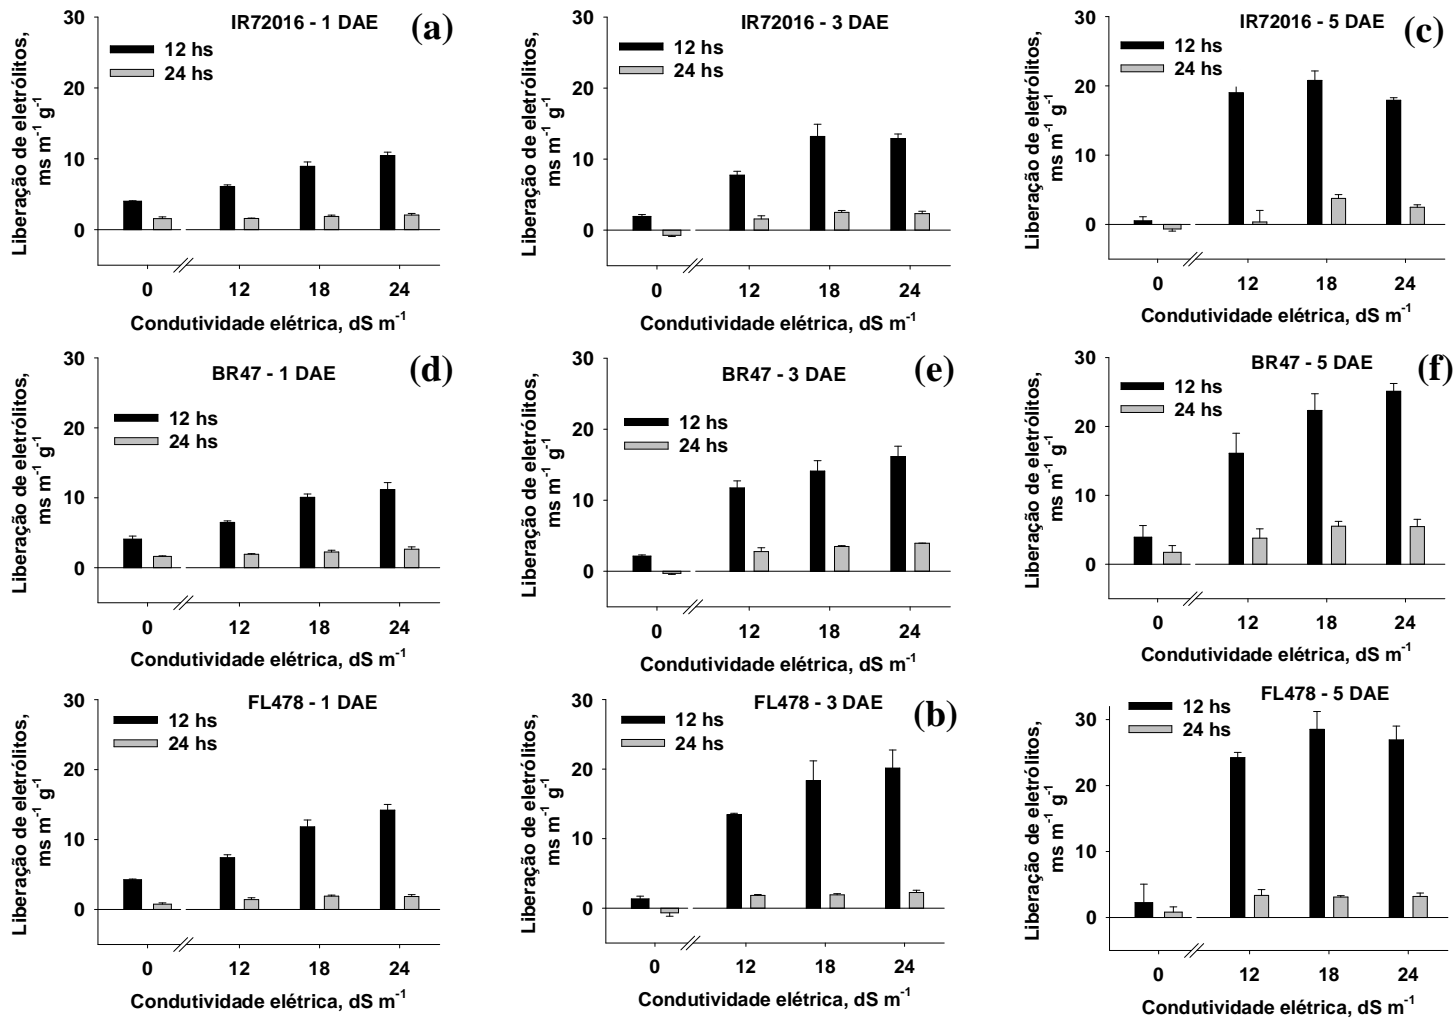 IR72016 - 1 DAE
(a)
12 hs
24 hs
Liberação de eletrólitos,
ms m-1 g-1
30
20
10
0
0
12
18
24
Condutividade elétrica, dS m-1
IR72016 - 3 DAE
12 hs
24 hs
Liberação de eletrólitos,
ms m-1 g-1
30
20
10
0
0
12
18
24
Condutividade elétrica, dS m-1
IR72016 - 5 DAE
(c)
12 hs
24 hs
Liberação de eletrólitos,
ms m-1 g-1
30
20
10
0
0
12
18
24
Condutividade elétrica, dS m-1
BR47 - 1 DAE
(d)
12 hs
24 hs
Liberação de eletrólitos,
ms m-1 g-1
30
20
10
0
0
12
18
24
Condutividade elétrica, dS m-1
BR47 - 3 DAE
(e)
12 hs
24 hs
Liberação de eletrólitos,
ms m-1 g-1
30
20
10
0
0
12
18
24
Condutividade elétrica, dS m-1
BR47 - 5 DAE
(f)
12 hs
24 hs
Liberação de eletrólitos,
ms m-1 g-1
30
20
10
0
0
12
18
24
Condutividade elétrica, dS m-1
FL478 - 1 DAE
12 hs
24 hs
Liberação de eletrólitos,
ms m-1 g-1
30
20
10
0
0
12
18
24
Condutividade elétrica, dS m-1
FL478 - 3 DAE
(b)
12 hs
24 hs
Liberação de eletrólitos,
ms m-1 g-1
30
20
10
0
0
12
18
24
Condutividade elétrica, dS m-1
FL478 - 5 DAE
12 hs
24 hs
Liberação de eletrólitos,
ms m-1 g-1
30
20
10
0
0
12
18
24
Condutividade elétrica, dS m-1